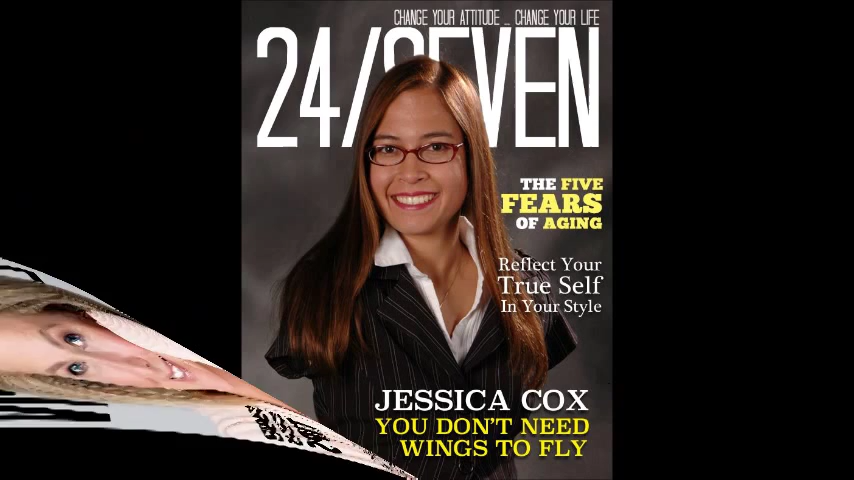 CHANGE YOUR ATTITUDE ... CHANGE YOUR LIFE
24/SEVEN
THE FIVE
FEARS
OF AGING
Reflect Your
True Self
In Your Style
JESSICA COX
YOU DON'T NEED
WINGS TO FLY